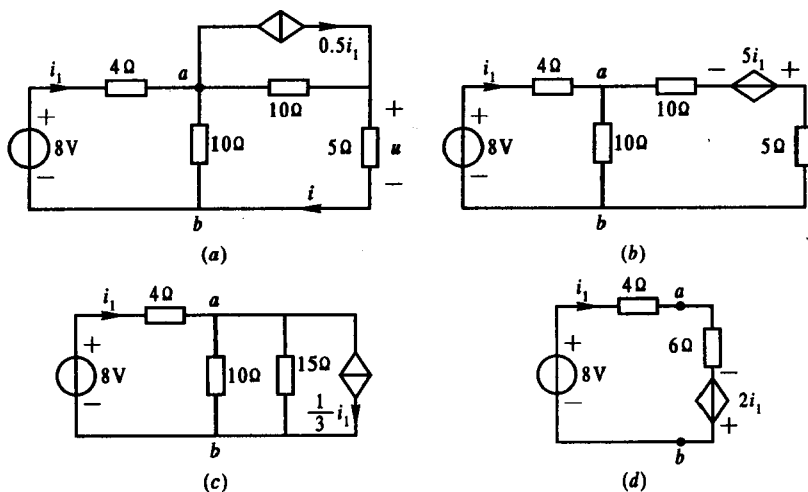 0.5i₁
i₁ 4Ω a
10Ω
+ 8V − 10Ω 5Ω + u −
i
b
(a)
i₁ 4Ω a 10Ω − 5i₁ +
+ 8V − 10Ω 5Ω
b
(b)
i₁ 4Ω a
+ 8V − 10Ω 15Ω
1/3 i₁
b
(c)
i₁ 4Ω a
6Ω
+ 8V − − 2i₁ +
b
(d)